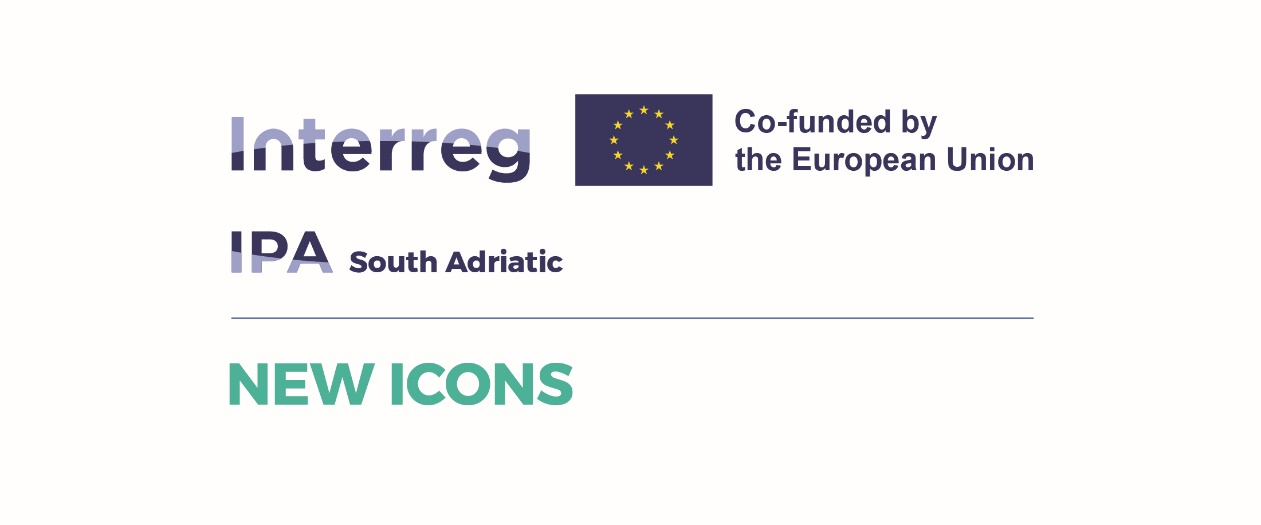 Interreg
Co-funded by
the European Union
IPA South Adriatic
NEW ICONS